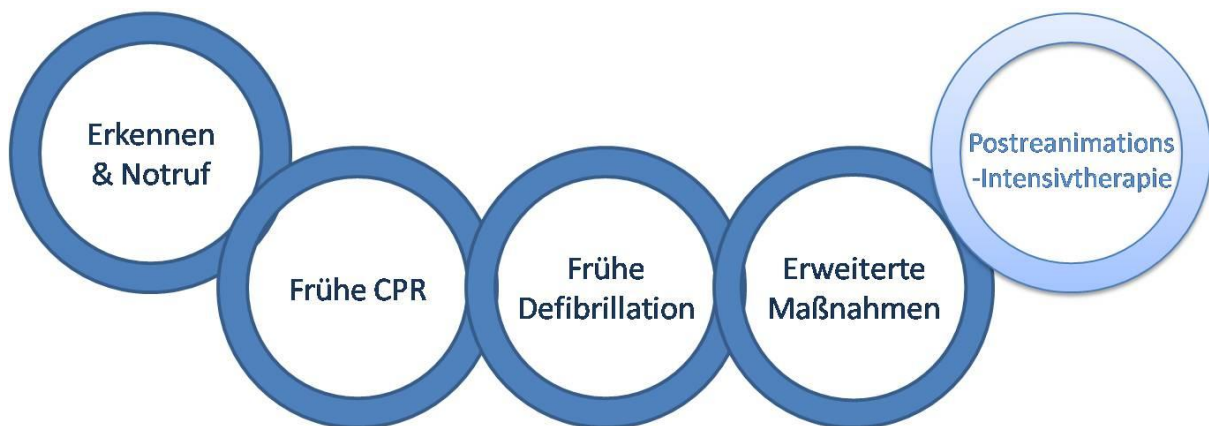 Erkennen
& Notruf
Frühe CPR
Frühe
Defibrillation
Erweiterte
Maßnahmen
Postreanimations
-Intensivtherapie